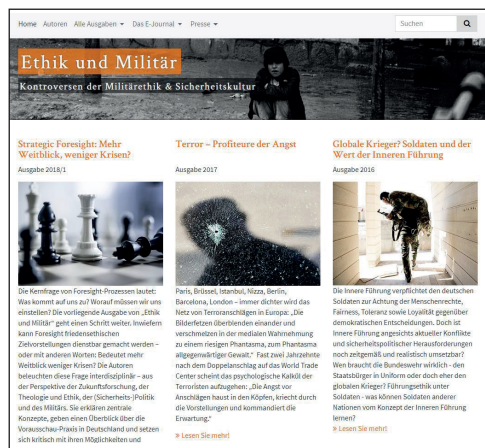 Home Autoren Alle Ausgaben Das E-Journal Presse Suchen
Ethik und Militär
Kontroversen der Militärethik & Sicherheitskultur
Strategic Foresight: Mehr
Weitblick, weniger Krisen?
Ausgabe 2018/1
Die Kernfrage von Foresight-Prozessen lautet:
Was kommt auf uns zu? Worauf müssen wir uns
einstellen? Die vorliegende Ausgabe von „Ethik
und Militär" geht einen Schritt weiter. Inwiefern
kann Foresight friedensethischen
Zielvorstellungen dienstbar gemacht werden –
oder mit anderen Worten: Bedeutet mehr
Weitblick weniger Krisen? Die Autoren
beleuchten diese Frage interdisziplinär – aus
der Perspektive der Zukunftsforschung, der
Theologie und Ethik, der (Sicherheits-)Politik
und des Militärs. Sie erklären zentrale
Konzepte, geben einen Überblick über die
Vorausschau-Praxis in Deutschland und setzen
sich kritisch mit ihren Möglichkeiten und
Terror – Profiteure der Angst
Ausgabe 2017
Paris, Brüssel, Istanbul, Nizza, Berlin,
Barcelona, London – immer dichter wird das
Netz von Terroranschlägen in Europa: „Die
Bilderfetzen überblenden einander und
verschmelzen in der medialen Wahrnehmung
zu einem riesigen Phantasma, zum Phantasma
allgegenwärtiger Gewalt." Fast zwei Jahrzehnte
nach dem Doppelanschlag auf das World Trade
Center scheint das psychologische Kalkül der
Terroristen aufzugehen: „Die Angst vor
Anschlägen haust in den Köpfen, kriecht durch
die Vorstellungen und kommandiert die
Erwartung."
» Lesen Sie mehr!
Globale Krieger? Soldaten und der
Wert der Inneren Führung
Ausgabe 2016
Die Innere Führung verpflichtet den deutschen
Soldaten zur Achtung der Menschenrechte,
Fairness, Toleranz sowie Loyalität gegenüber
demokratischen Entscheidungen. Doch ist
Innere Führung angesichts aktueller Konflikte
und sicherheitspolitischer Herausforderungen
noch zeitgemäß und realistisch umsetzbar?
Wen braucht die Bundeswehr wirklich - den
Staatsbürger in Uniform oder doch eher den
globalen Krieger? Führungsethik unter
Soldaten - was können Soldaten anderer
Nationen vom Konzept der Inneren Führung
lernen?
» Lesen Sie mehr!